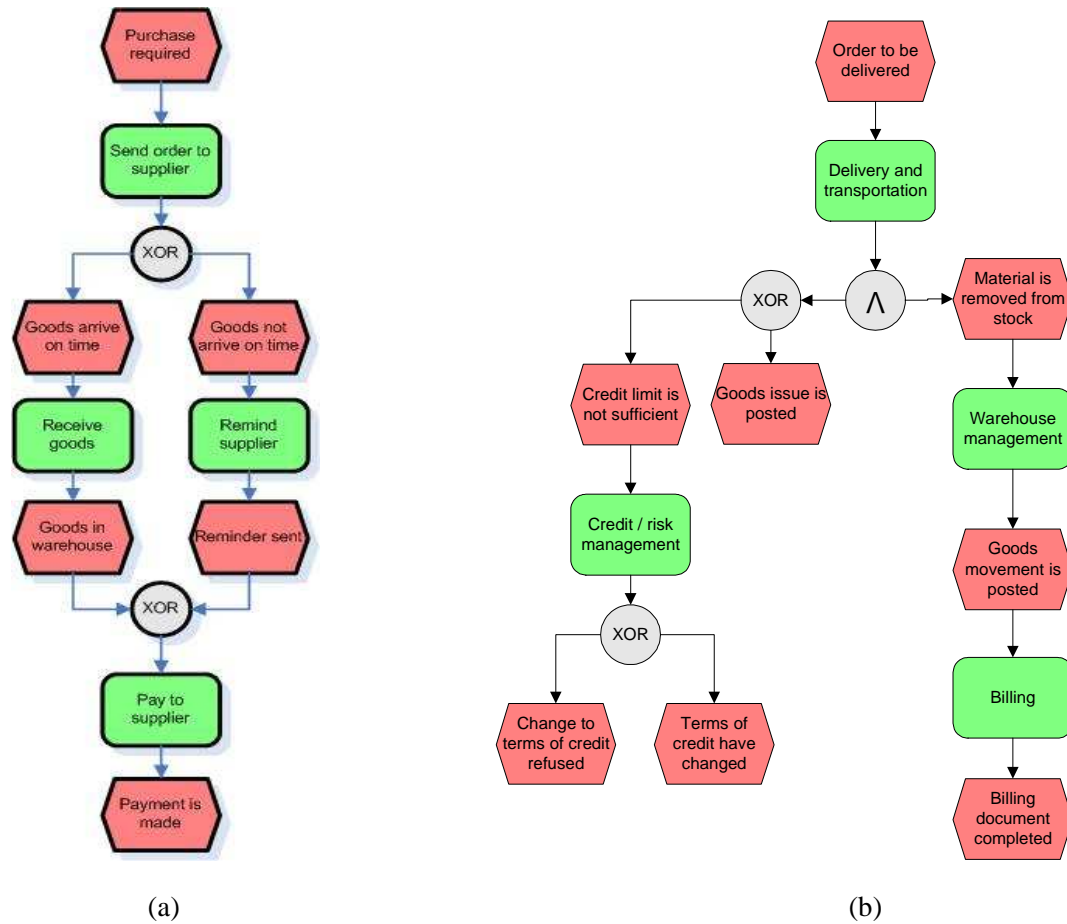 Purchase
required
Send order to
supplier
XOR
Goods arrive
on time
Goods not
arrive on time
Receive
goods
Remind
supplier
Goods in
warehouse
Reminder sent
XOR
Pay to
supplier
Payment is
made
(a)
Order to be
delivered
Delivery and
transportation
XOR
Λ
Material is
removed from
stock
Credit limit is
not sufficient
Goods issue is
posted
Warehouse
management
Credit / risk
management
Goods
movement is
posted
XOR
Change to
terms of credit
refused
Terms of
credit have
changed
Billing
Billing
document
completed
(b)